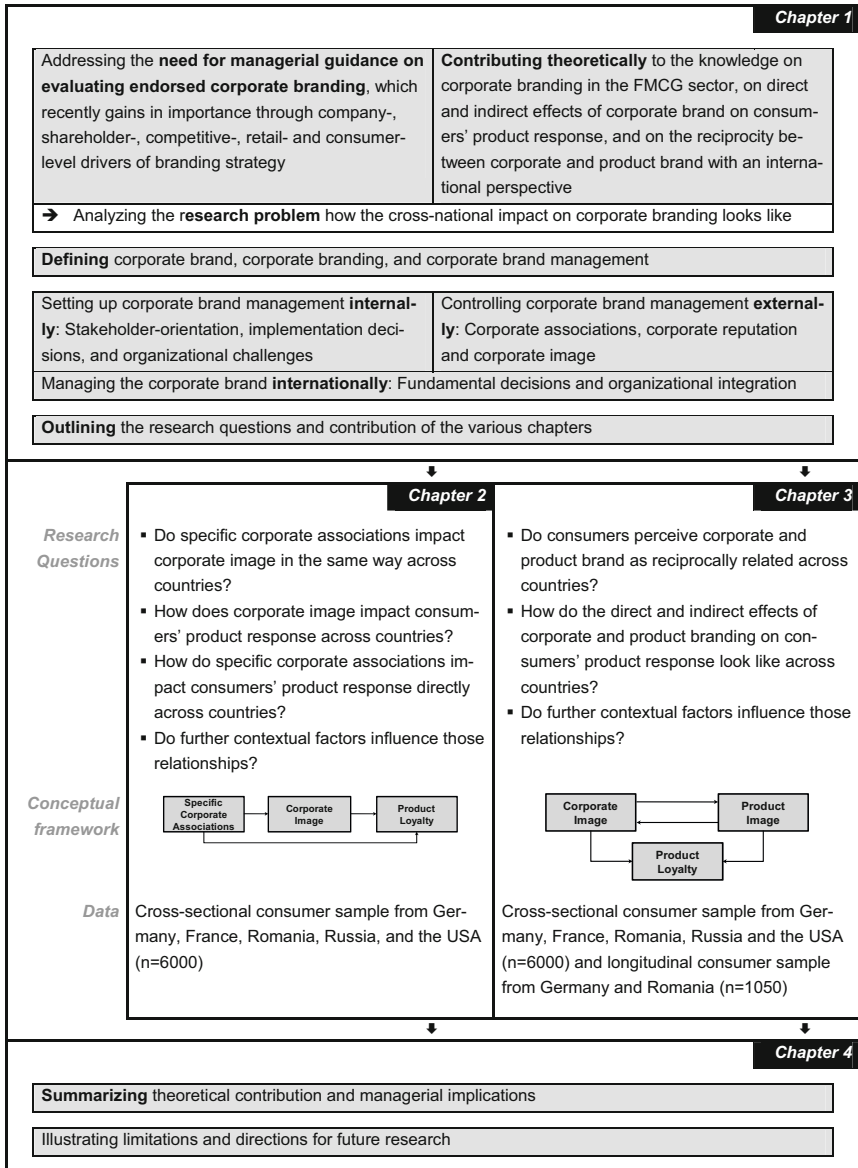 Chapter 1
Addressing the need for managerial guidance on
evaluating endorsed corporate branding, which
recently gains in importance through company-,
shareholder-, competitive-, retail- and consumer-
level drivers of branding strategy
Contributing theoretically to the knowledge on
corporate branding in the FMCG sector, on direct
and indirect effects of corporate brand on consum-
ers’ product response, and on the reciprocity be-
tween corporate and product brand with an interna-
tional perspective
➔ Analyzing the research problem how the cross-national impact on corporate branding looks like
Defining corporate brand, corporate branding, and corporate brand management
Setting up corporate brand management internal-
ly: Stakeholder-orientation, implementation deci-
sions, and organizational challenges
Controlling corporate brand management external-
ly: Corporate associations, corporate reputation
and corporate image
Managing the corporate brand internationally: Fundamental decisions and organizational integration
Outlining the research questions and contribution of the various chapters
Chapter 2
Chapter 3
Research
Questions
▪ Do specific corporate associations impact
corporate image in the same way across
countries?
▪ How does corporate image impact consum-
ers’ product response across countries?
▪ How do specific corporate associations im-
pact consumers’ product response directly
across countries?
▪ Do further contextual factors influence those
relationships?
▪ Do consumers perceive corporate and
product brand as reciprocally related across
countries?
▪ How do the direct and indirect effects of
corporate and product branding on con-
sumers’ product response look like across
countries?
▪ Do further contextual factors influence those
relationships?
Conceptual
framework
Specific
Corporate
Associations
Corporate
Image
Product
Loyalty
Corporate
Image
Product
Image
Product
Loyalty
Data
Cross-sectional consumer sample from Ger-
many, France, Romania, Russia, and the USA
(n=6000)
Cross-sectional consumer sample from Ger-
many, France, Romania, Russia and the USA
(n=6000) and longitudinal consumer sample
from Germany and Romania (n=1050)
Chapter 4
Summarizing theoretical contribution and managerial implications
Illustrating limitations and directions for future research